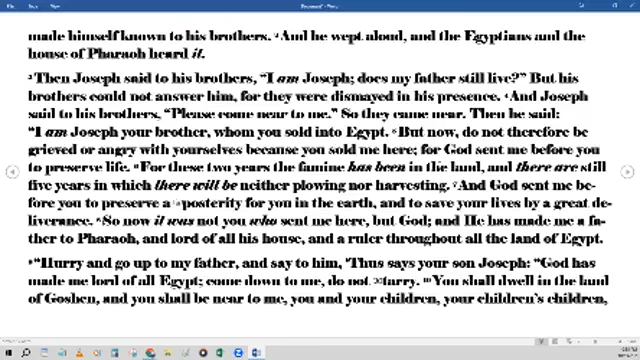 made himself known to his brothers. ²And he wept aloud, and the Egyptians and the
house of Pharaoh heard it.
³Then Joseph said to his brothers, “I am Joseph; does my father still live?” But his
brothers could not answer him, for they were dismayed in his presence. ⁴And Joseph
said to his brothers, “Please come near to me.” So they came near. Then he said:
“I am Joseph your brother, whom you sold into Egypt. ⁵But now, do not therefore be
grieved or angry with yourselves because you sold me here; for God sent me before you
to preserve life. ⁶For these two years the famine has been in the land, and there are still
five years in which there will be neither plowing nor harvesting. ⁷And God sent me be-
fore you to preserve a posterity for you in the earth, and to save your lives by a great de-
liverance. ⁸So now it was not you who sent me here, but God; and He has made me a fa-
ther to Pharaoh, and lord of all his house, and a ruler throughout all the land of Egypt.
⁹“Hurry and go up to my father, and say to him, ‘Thus says your son Joseph: “God has
made me lord of all Egypt; come down to me, do not tarry. ¹⁰You shall dwell in the land
of Goshen, and you shall be near to me, you and your children, your children’s children,